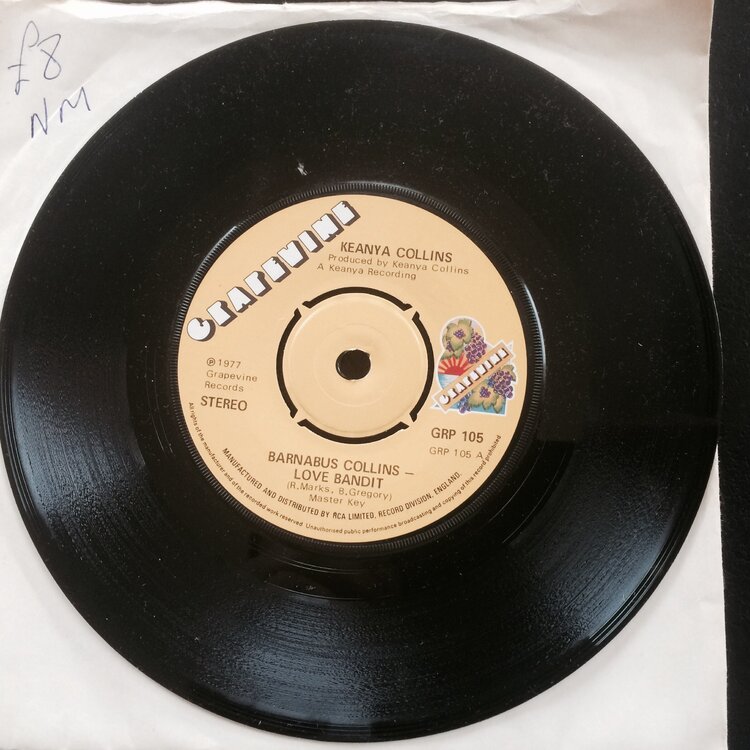 £8
NM
GRAPEVINE
KEANYA COLLINS
Produced by Keanya Collins
A Keanya Recording
℗ 1977
Grapevine
Records
STEREO
GRAPEVINE
GRP 105
GRP 105 A
BARNABUS COLLINS –
LOVE BANDIT
(R.Marks, B.Gregory)
Master Key
MANUFACTURED AND DISTRIBUTED BY RCA LIMITED, RECORD DIVISION, ENGLAND.
All rights of the manufacturer and of the owner of the recorded work reserved. Unauthorised public performance broadcasting and copying of this record prohibited